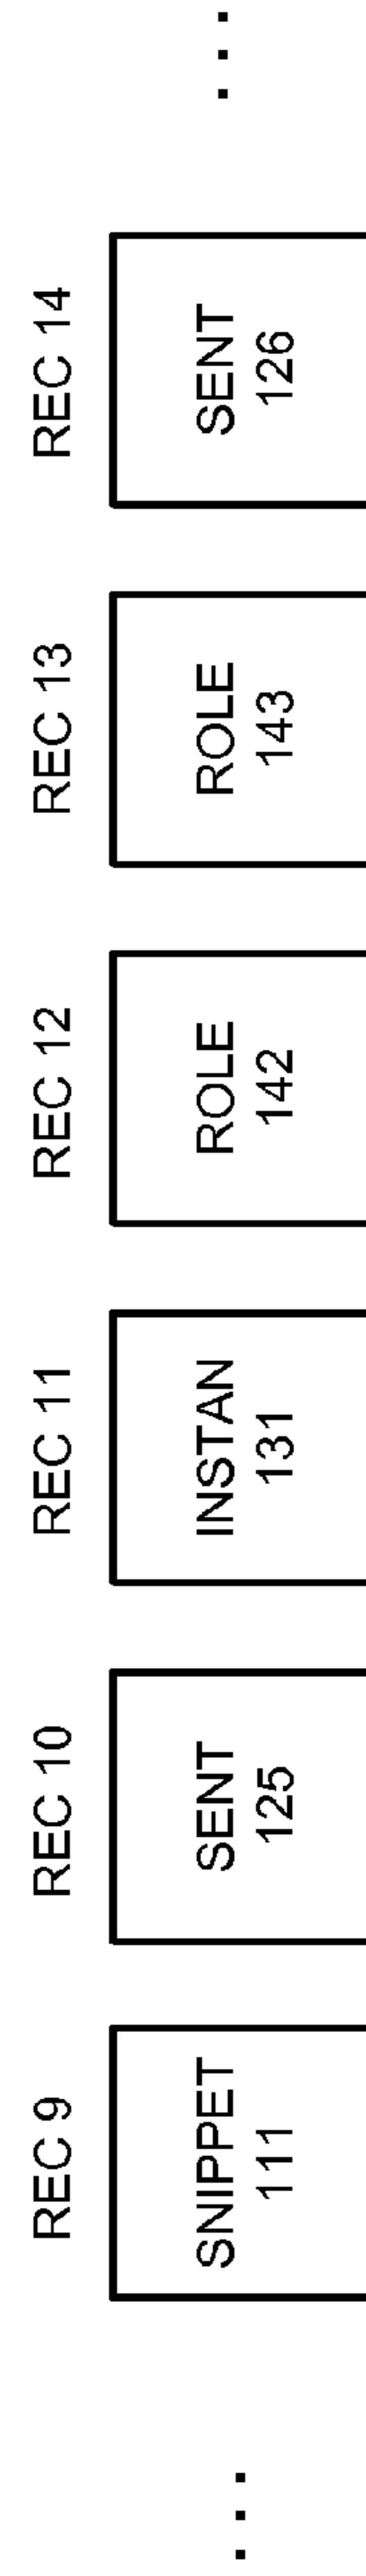 ...
REC 9
SNIPPET
111
REC 10
SENT
125
REC 11
INSTAN
131
REC 12
ROLE
142
REC 13
ROLE
143
REC 14
SENT
126
...